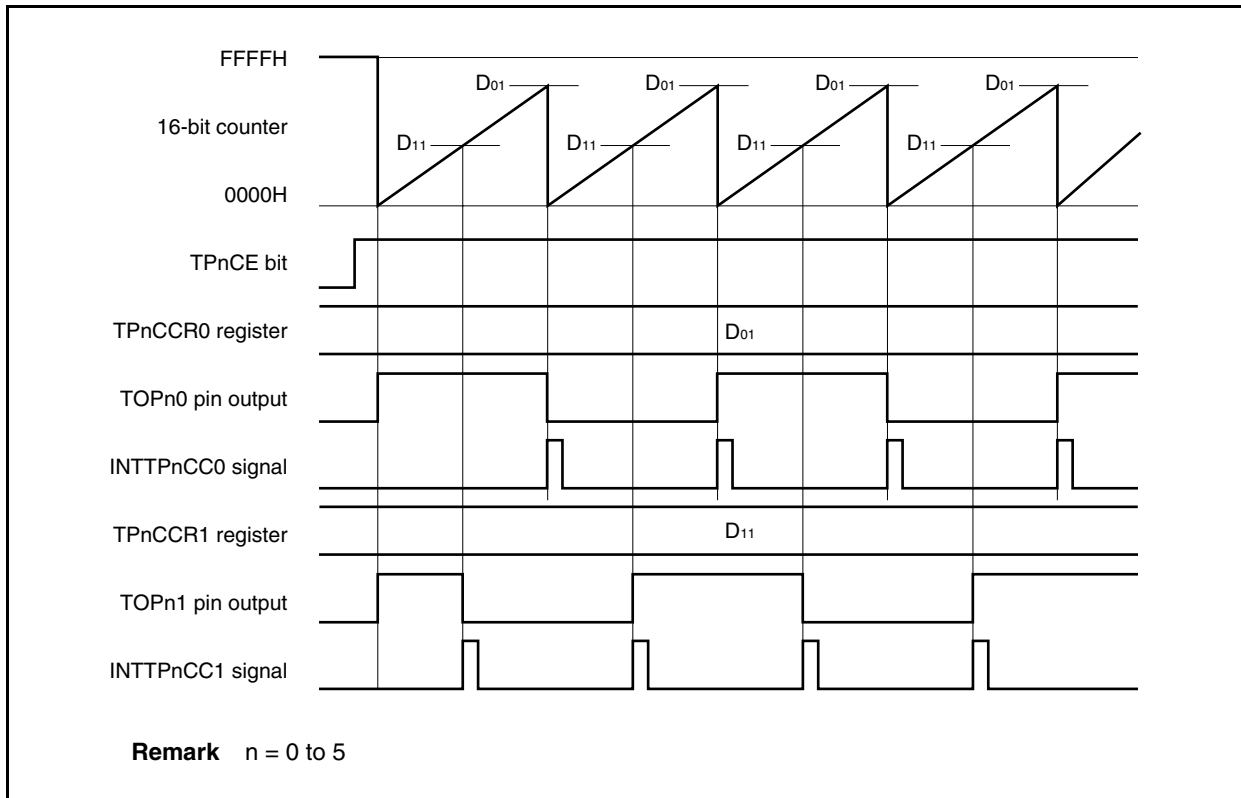 FFFFH
D01 D01 D01 D01
16-bit counter
D11 D11 D11 D11
0000H
TPnCE bit
TPnCCR0 register
D01
TOPn0 pin output
INTTPnCC0 signal
TPnCCR1 register
D11
TOPn1 pin output
INTTPnCC1 signal
Remark n = 0 to 5